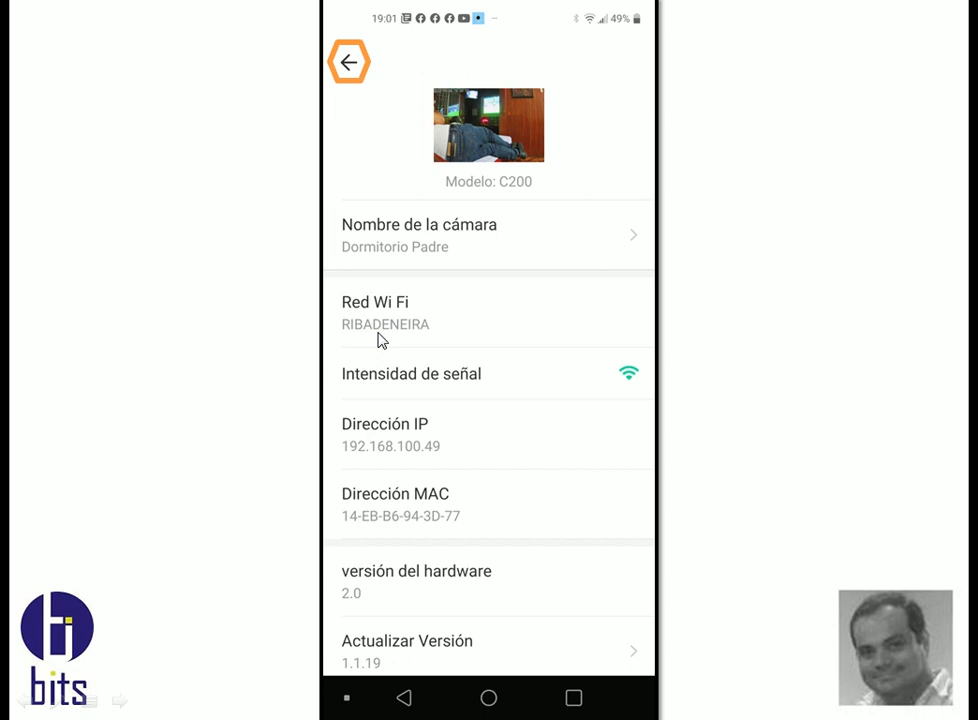 19:01
49%
Modelo: C200
Nombre de la cámara
Dormitorio Padre
Red Wi Fi
RIBADENEIRA
Intensidad de señal
Dirección IP
192.168.100.49
Dirección MAC
14-EB-B6-94-3D-77
versión del hardware
2.0
Actualizar Versión
1.1.19
bits